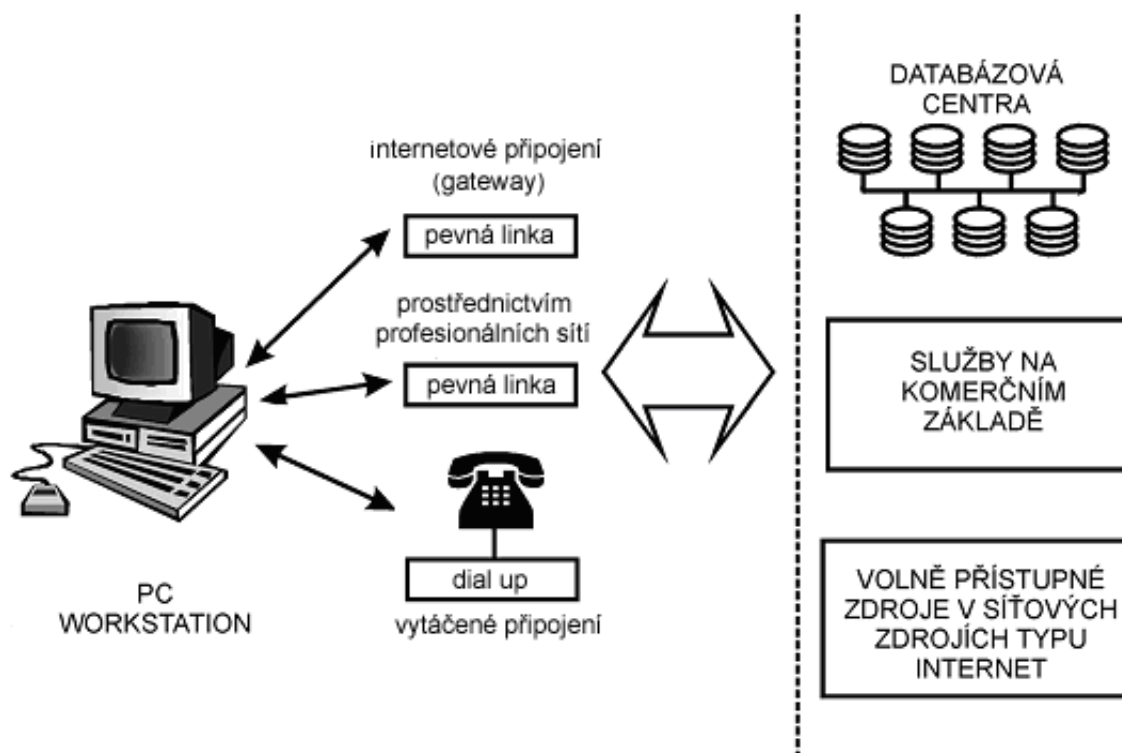 internetové připojení
(gateway)
pevná linka
prostřednictvím
profesionálních sítí
pevná linka
dial up
vytáčené připojení
PC
WORKSTATION
DATABÁZOVÁ
CENTRA
SLUŽBY NA
KOMERČNÍM
ZÁKLADĚ
VOLNĚ PŘÍSTUPNÉ
ZDROJE V SÍŤOVÝCH
ZDROJÍCH TYPU
INTERNET